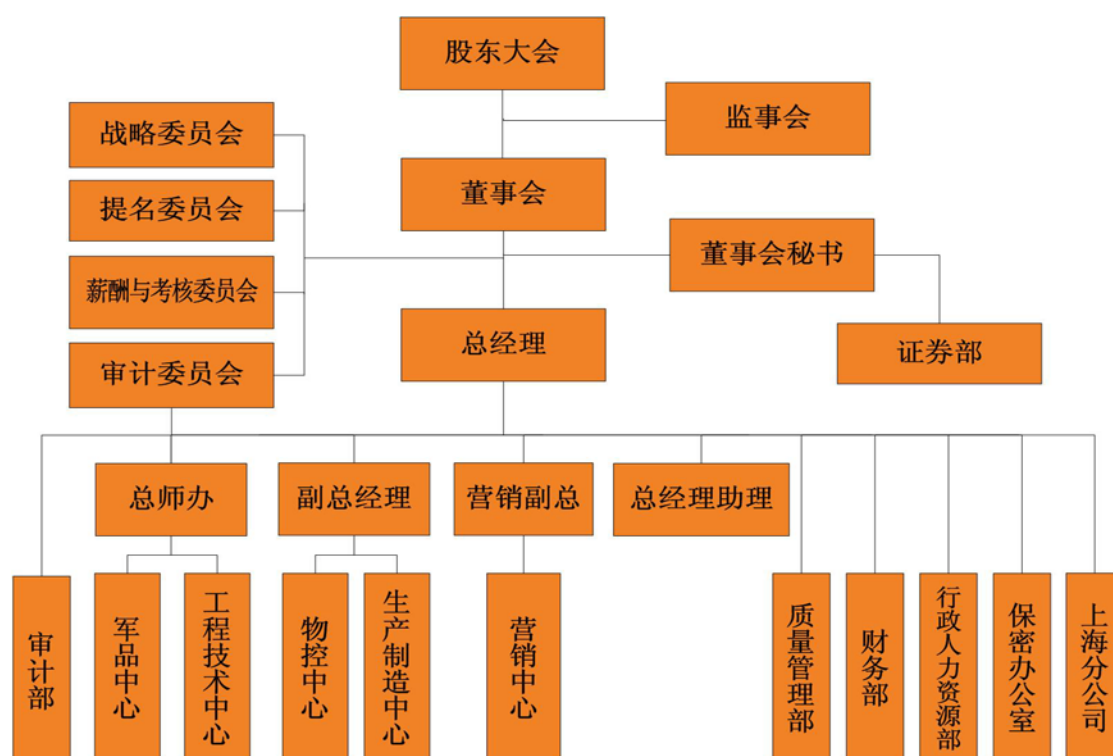 股东大会
监事会
战略委员会
董事会
提名委员会
董事会秘书
薪酬与考核委员会
总经理
证券部
审计委员会
总师办
副总经理
营销副总
总经理助理
审计部
军品中心
工程技术中心
物控中心
生产制造中心
营销中心
质量管理部
财务部
行政人力资源部
保密办公室
上海分公司